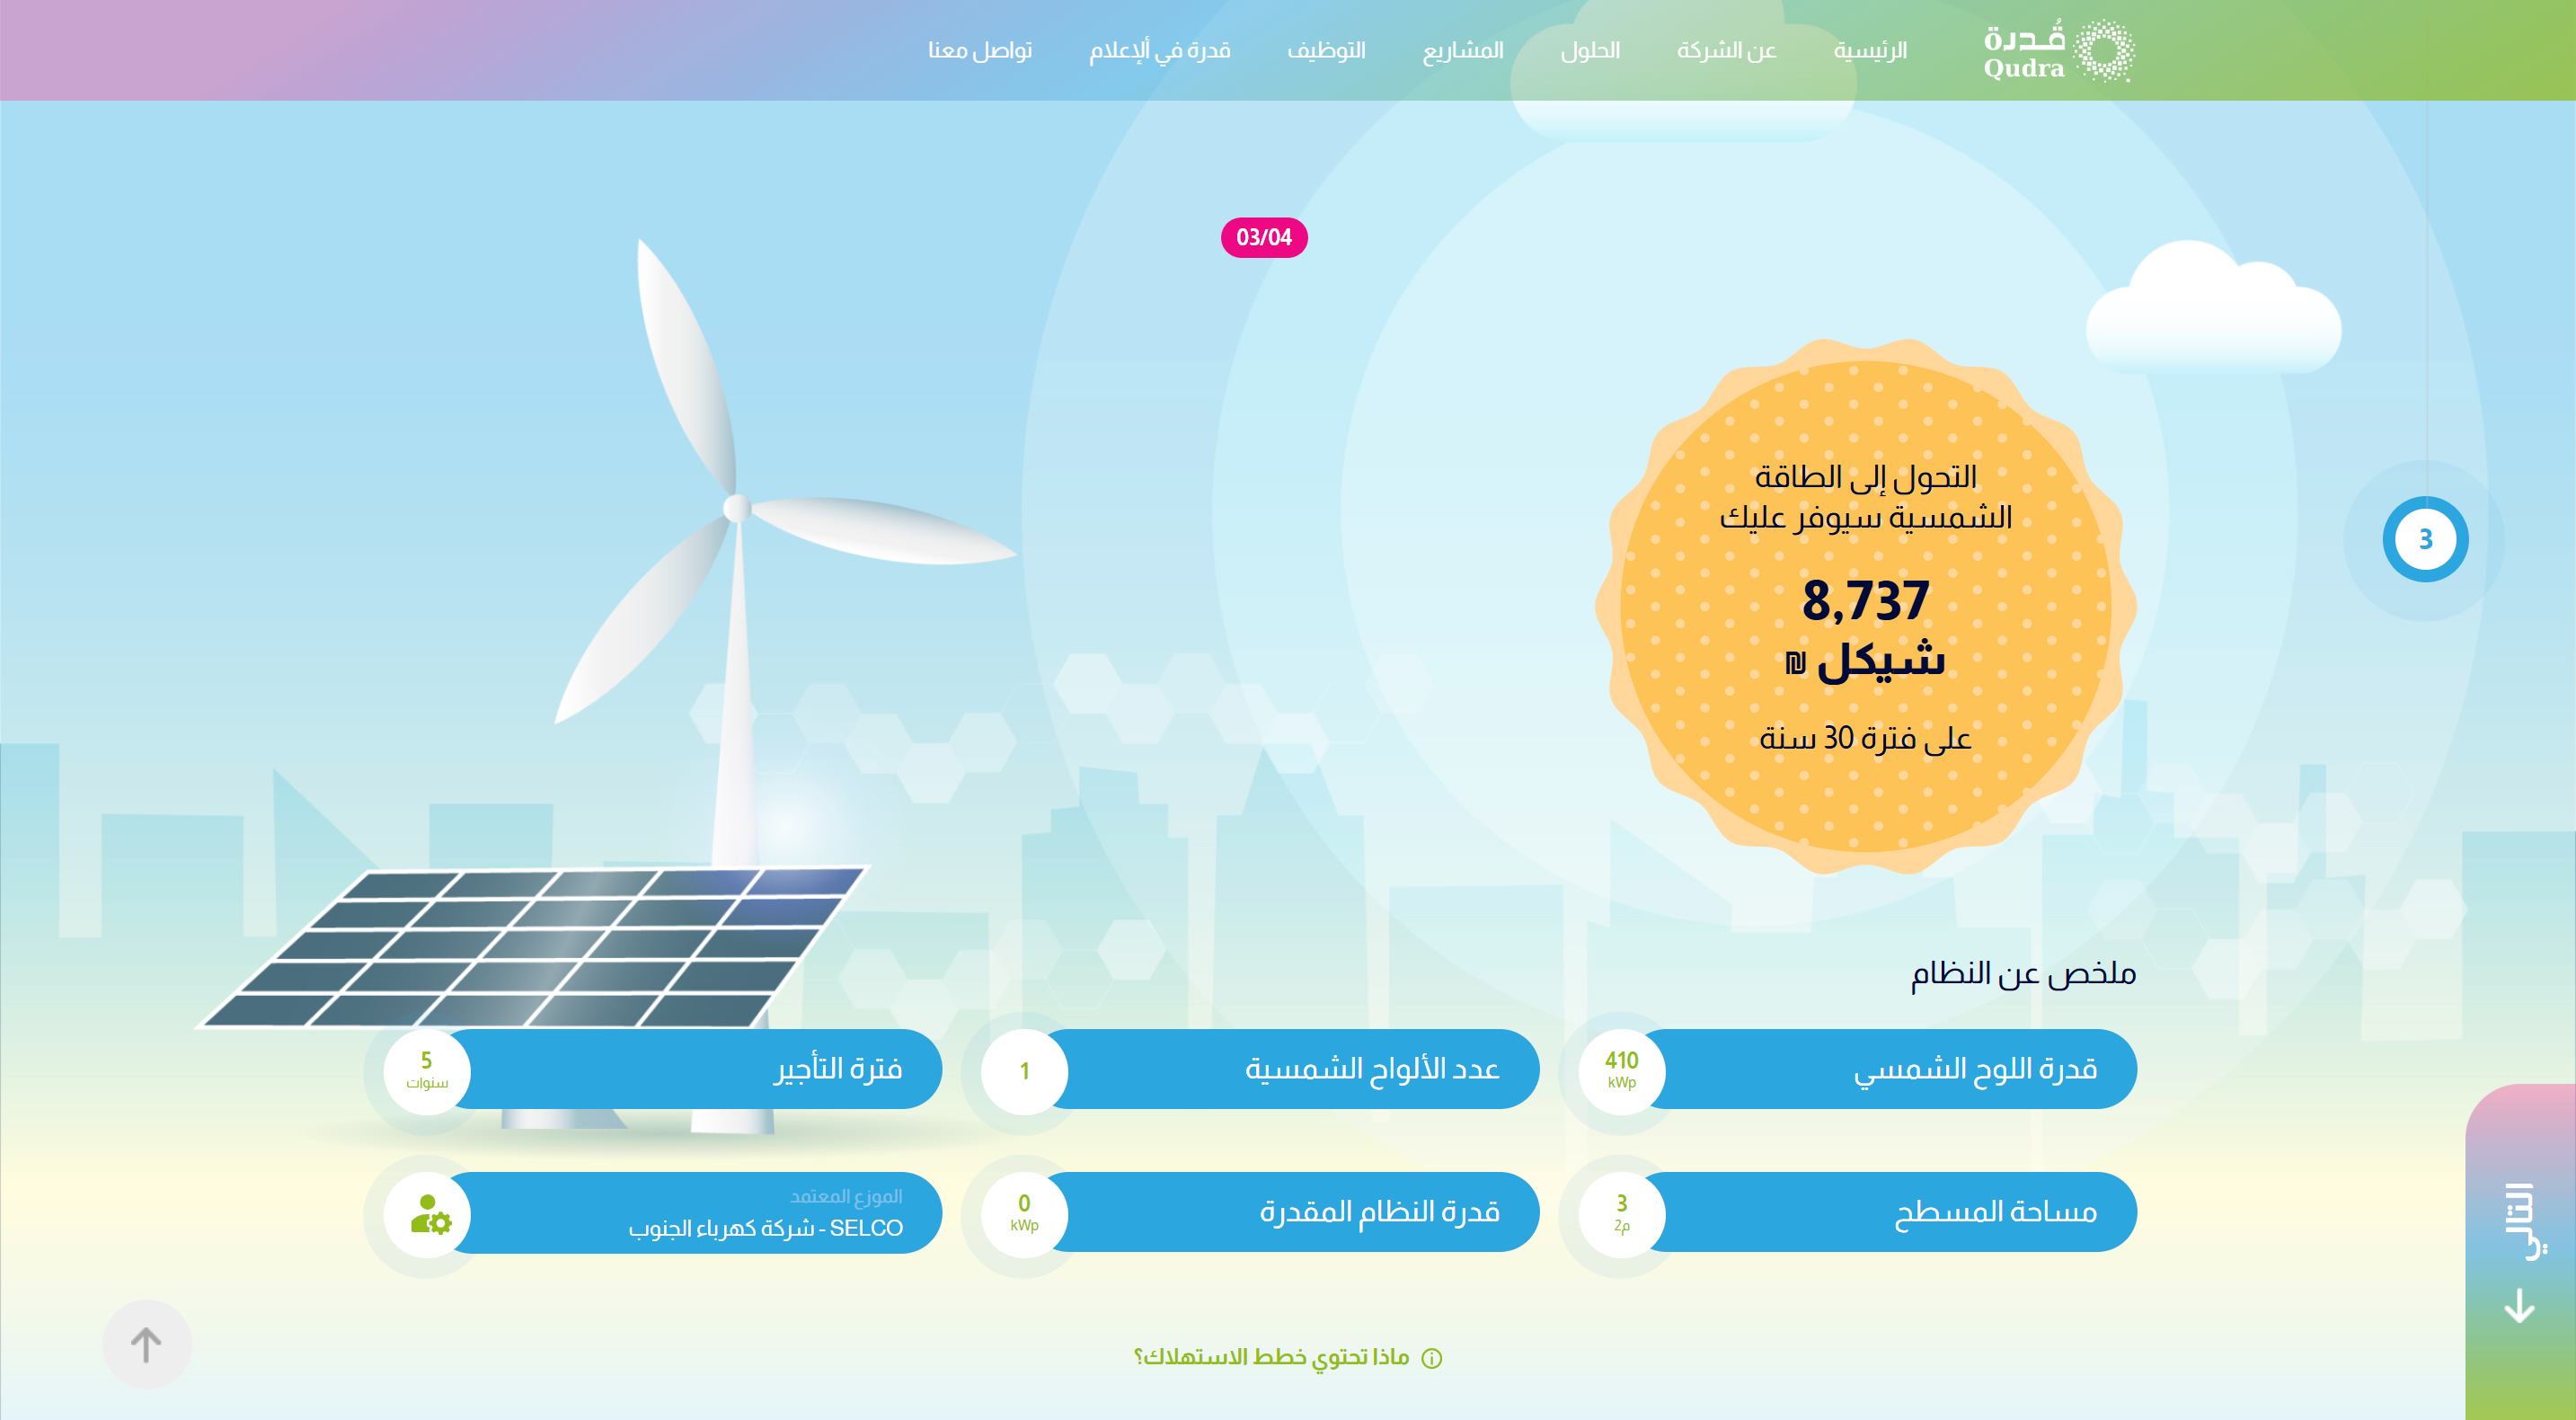 قُدرة
Qudra
الرئيسية
عن الشركة
الحلول
المشاريع
التوظيف
قدرة في ألإعلام
تواصل معنا
03/04
التحول إلى الطاقة
الشمسية سيوفر عليك
8,737
شيكل ₪
على فترة 30 سنة
3
ملخص عن النظام
قدرة اللوح الشمسي
410
kWp
عدد الألواح الشمسية
1
فترة التأجير
5
سنوات
مساحة المسطح
3
م2
قدرة النظام المقدرة
0
kWp
الموزع المعتمد
SELCO - شركة كهرباء الجنوب
التالي
ماذا تحتوي خطط الاستهلاك؟